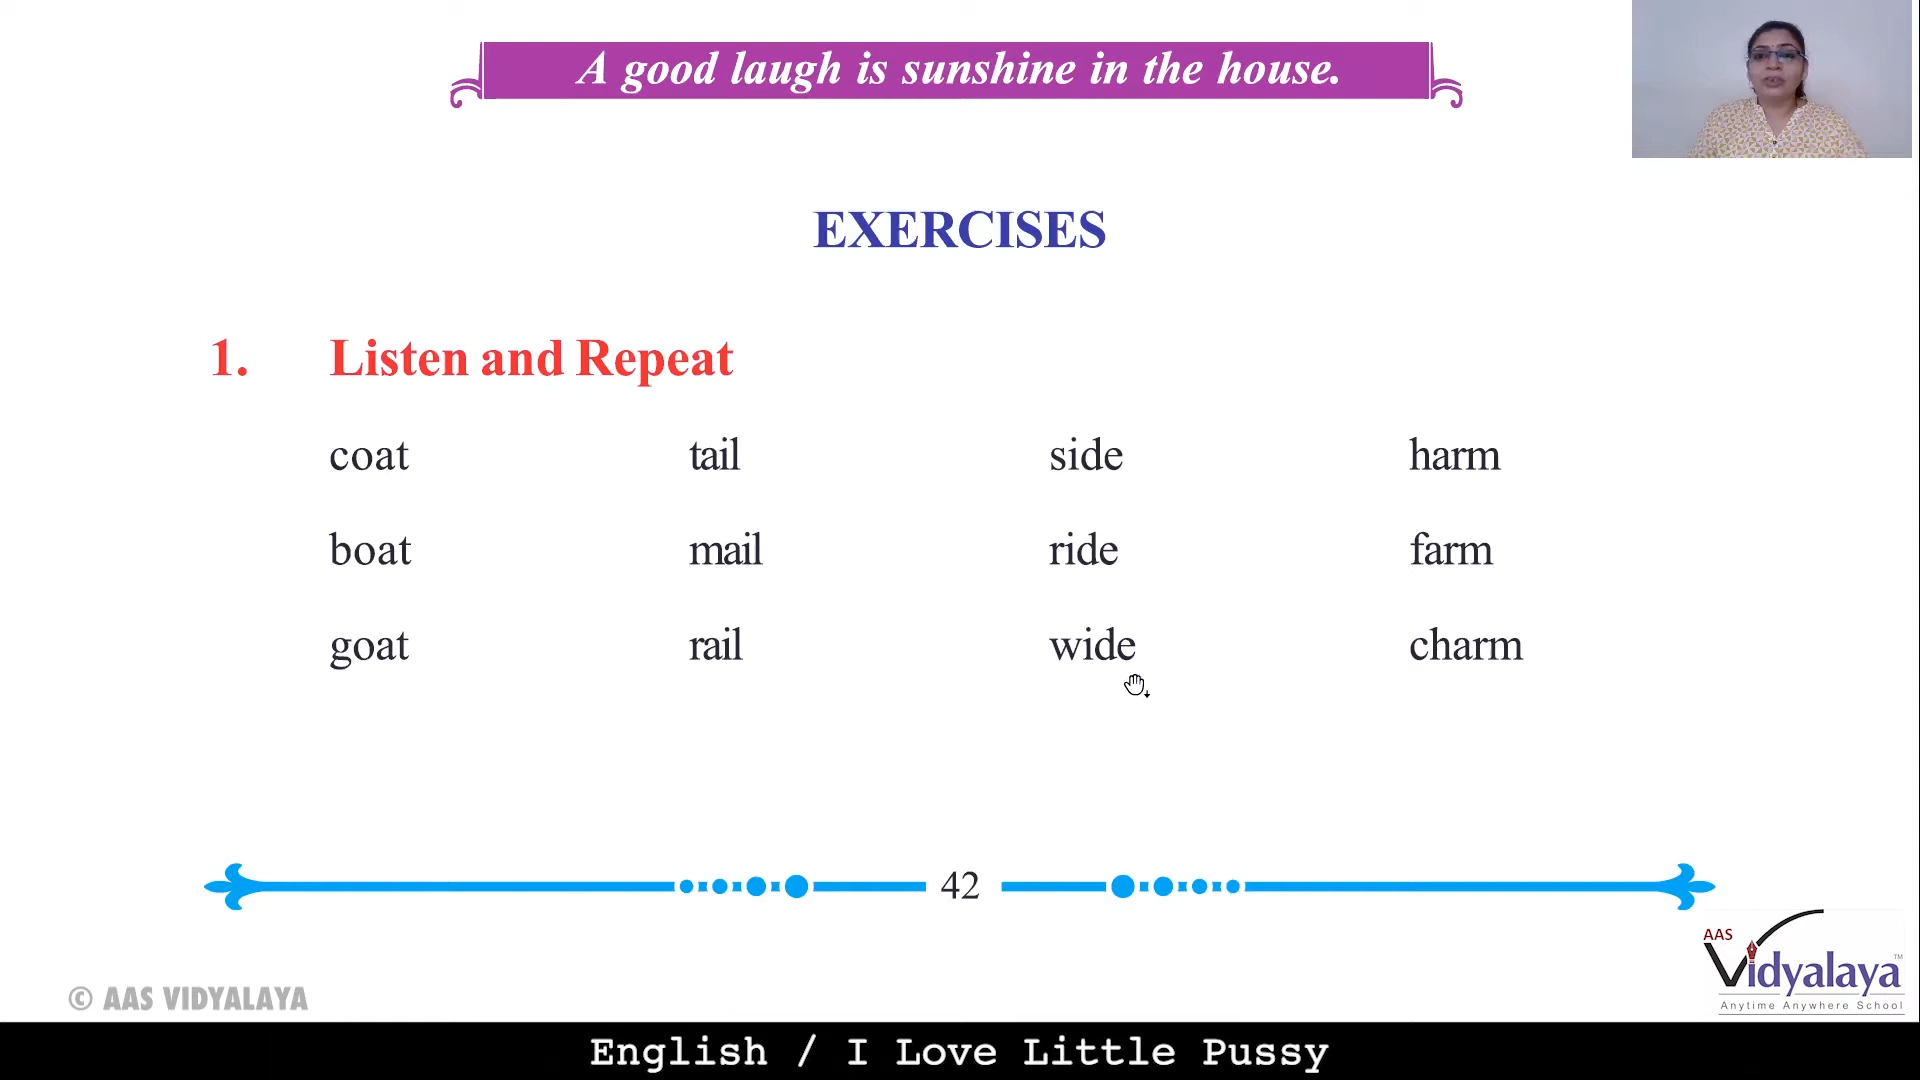 A good laugh is sunshine in the house.
EXERCISES
1. Listen and Repeat
coat tail side harm
boat mail ride farm
goat rail wide charm
42
AAS
Vidyalaya™
Anytime Anywhere School
© AAS VIDYALAYA
English / I Love Little Pussy